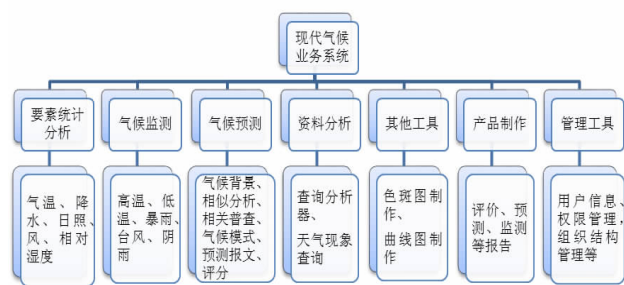 现代气候
业务系统
要素统计
分析
气候监测
气候预测
资料分析
其他工具
产品制作
管理工具
气温、降
水、日照、
风、相对
湿度
高温、低
温、暴雨、
台风、阴
雨
气候背景、
相似分析、
相关普查、
气候模式、
预测报文、
评分
查询分析
器、
天气现象
查询
色斑图制
作、
曲线图制
作
评价、预
测、监测
等报告
用户信息、
权限管理，
组织结构
管理等